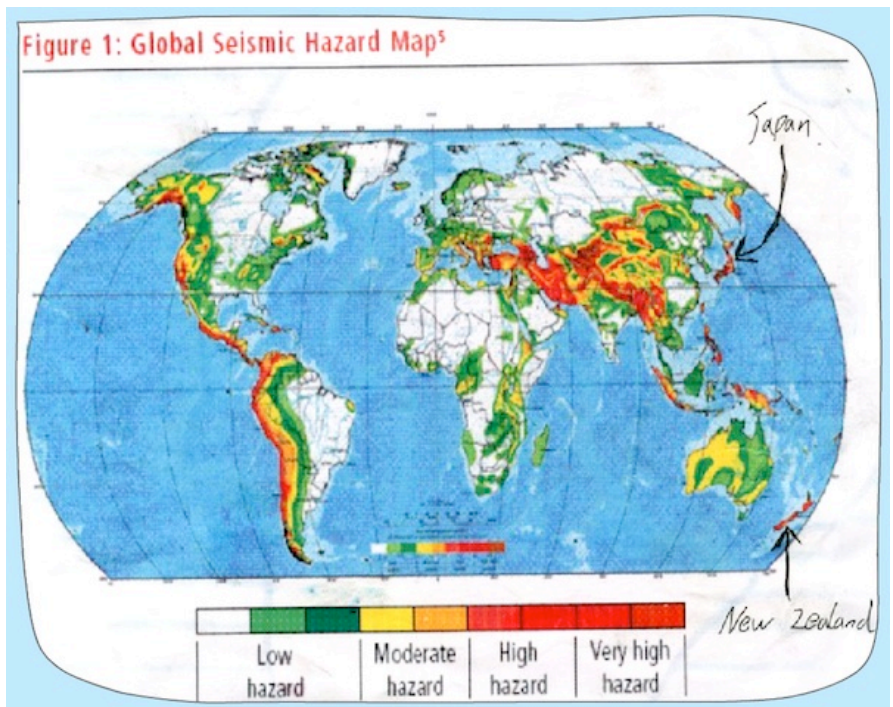 Figure 1: Global Seismic Hazard Map⁵
Japan
New Zealand
Low hazard
Moderate hazard
High hazard
Very high hazard